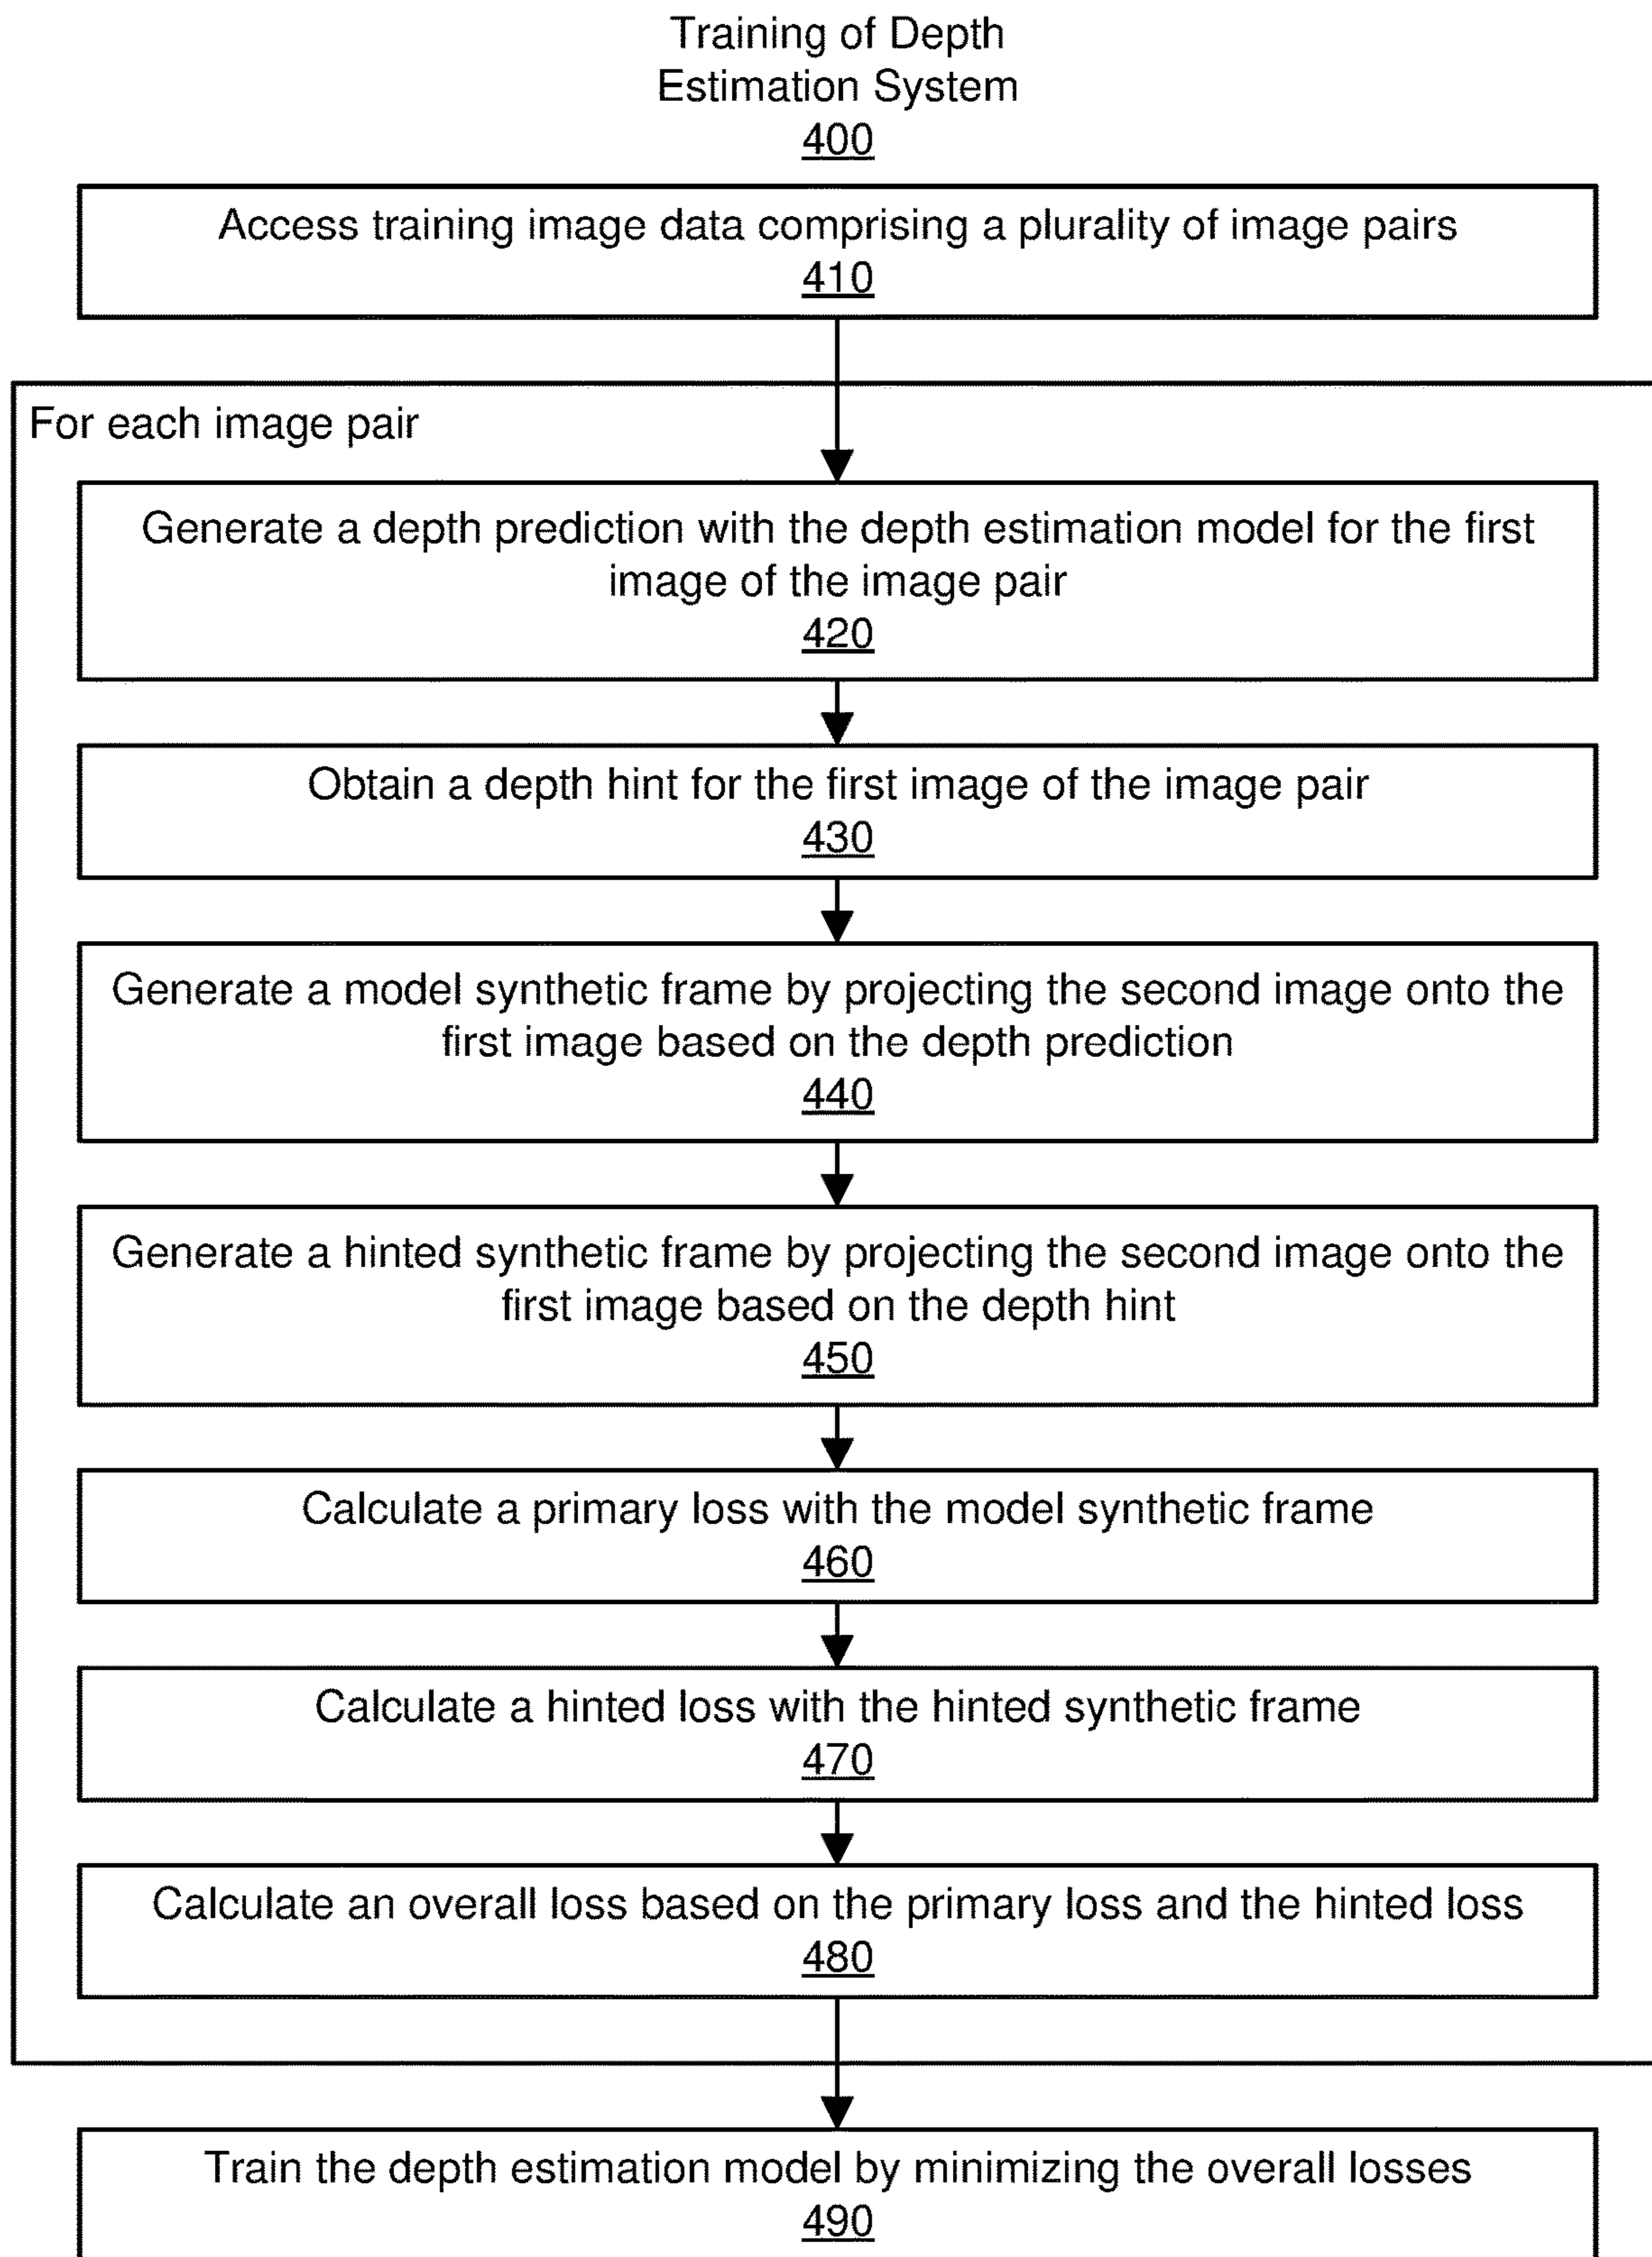 Training of Depth
Estimation System
400
Access training image data comprising a plurality of image pairs
410
For each image pair
Generate a depth prediction with the depth estimation model for the first
image of the image pair
420
Obtain a depth hint for the first image of the image pair
430
Generate a model synthetic frame by projecting the second image onto the
first image based on the depth prediction
440
Generate a hinted synthetic frame by projecting the second image onto the
first image based on the depth hint
450
Calculate a primary loss with the model synthetic frame
460
Calculate a hinted loss with the hinted synthetic frame
470
Calculate an overall loss based on the primary loss and the hinted loss
480
Train the depth estimation model by minimizing the overall losses
490